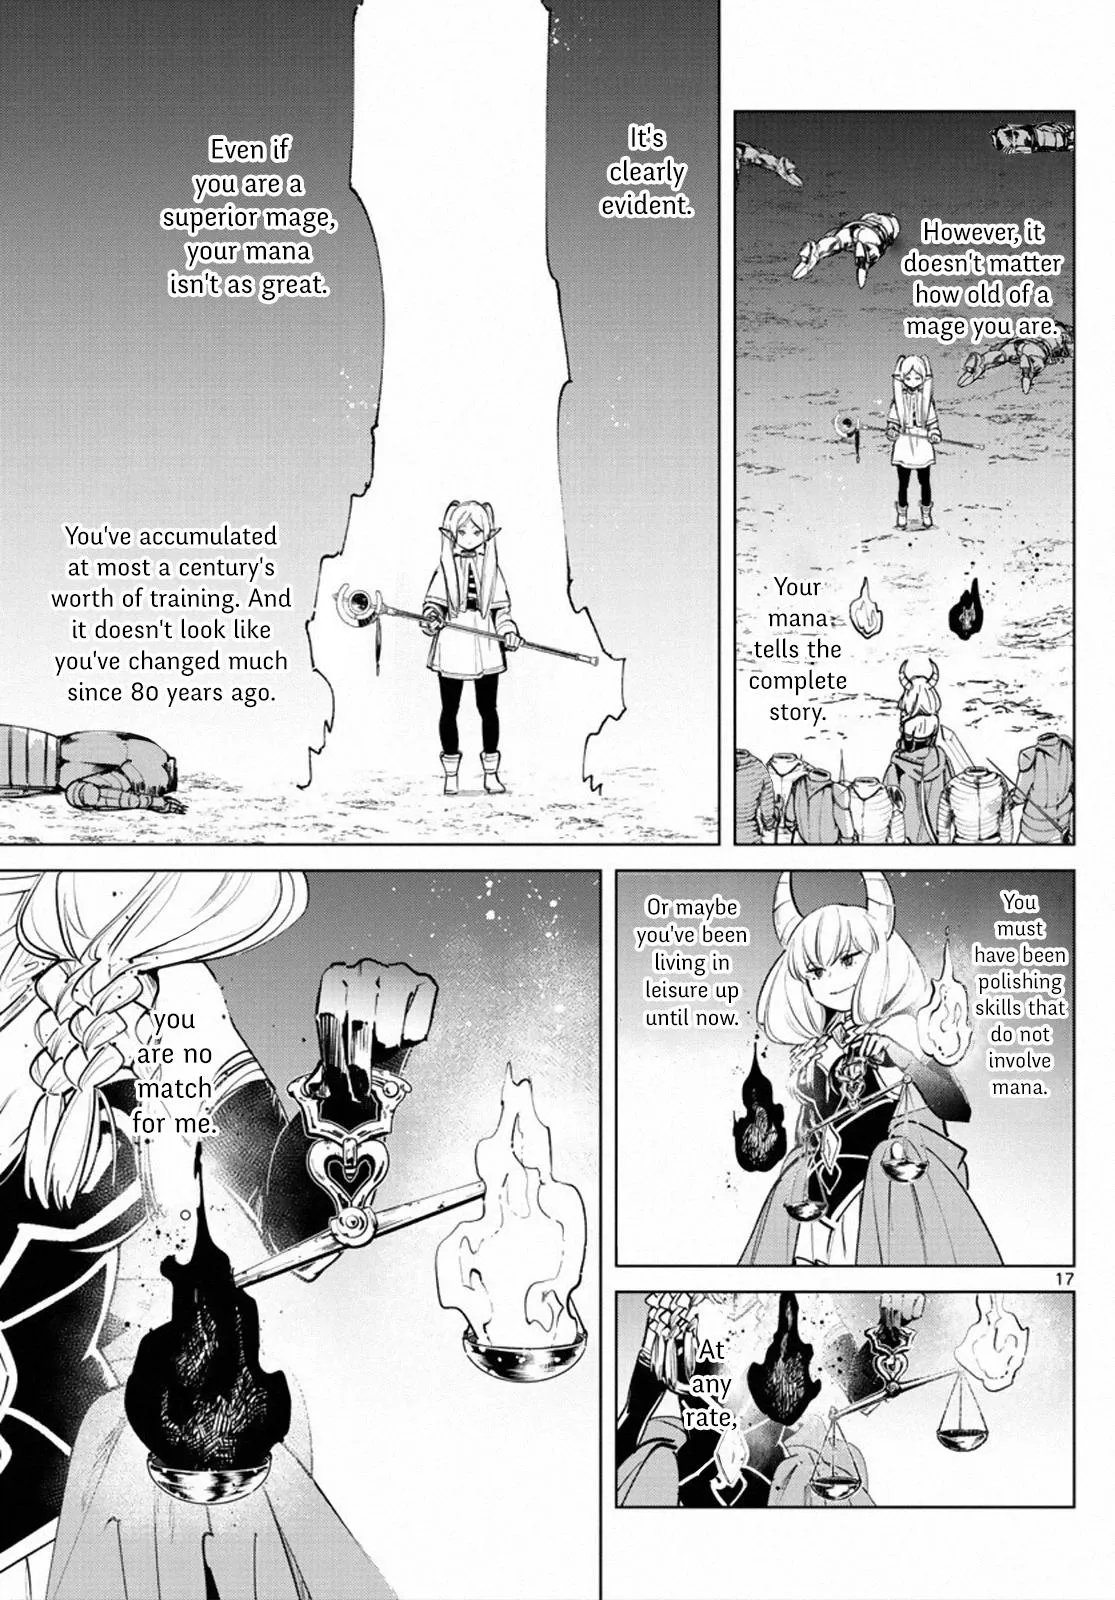 However, it
doesn't matter
how old of a
mage you are.
Your
mana
tells the
complete
story.
It's
clearly
evident.
Even if
you are a
superior mage,
your mana
isn't as great.
You've accumulated
at most a century's
worth of training. And
it doesn't look like
you've changed much
since 80 years ago.
You
must
have been
polishing
skills that
do not
involve
mana.
Or maybe
you've been
living in
leisure up
until now.
17
At
any
rate,
you
are no
match
for me.